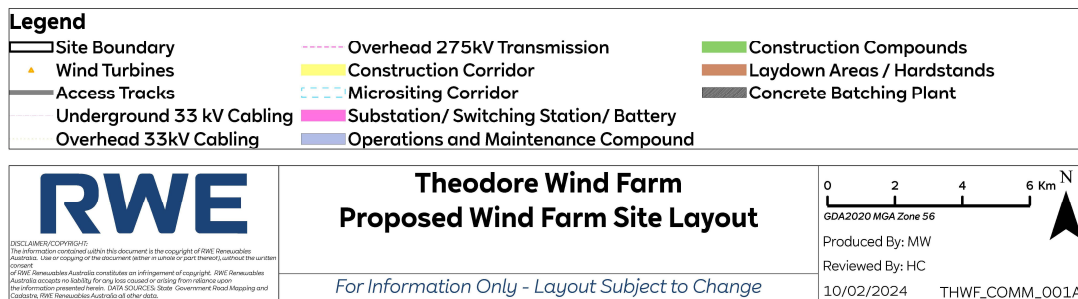 Legend
Site Boundary
Wind Turbines
Access Tracks
Underground 33 kV Cabling
Overhead 33kV Cabling
Overhead 275kV Transmission
Construction Corridor
Micrositing Corridor
Substation/ Switching Station/ Battery
Operations and Maintenance Compound
Construction Compounds
Laydown Areas / Hardstands
Concrete Batching Plant
RWE
DISCLAIMER/COPYRIGHT:
The information contained within this document is the copyright of RWE Renewables
Australia. Use or copying of the document (either in whole or part thereof), without the written
consent
of RWE Renewables Australia constitutes an infringement of copyright. RWE Renewables
Australia accepts no liability for any loss caused or arising from reliance upon
the information presented herein. DATA SOURCES: State Government Road Mapping and
Cadastre, RWE Renewables Australia all other data.
Theodore Wind Farm
Proposed Wind Farm Site Layout
For Information Only - Layout Subject to Change
0 2 4 6 Km
N
GDA2020 MGA Zone 56
Produced By: MW
Reviewed By: HC
10/02/2024 THWF_COMM_001A